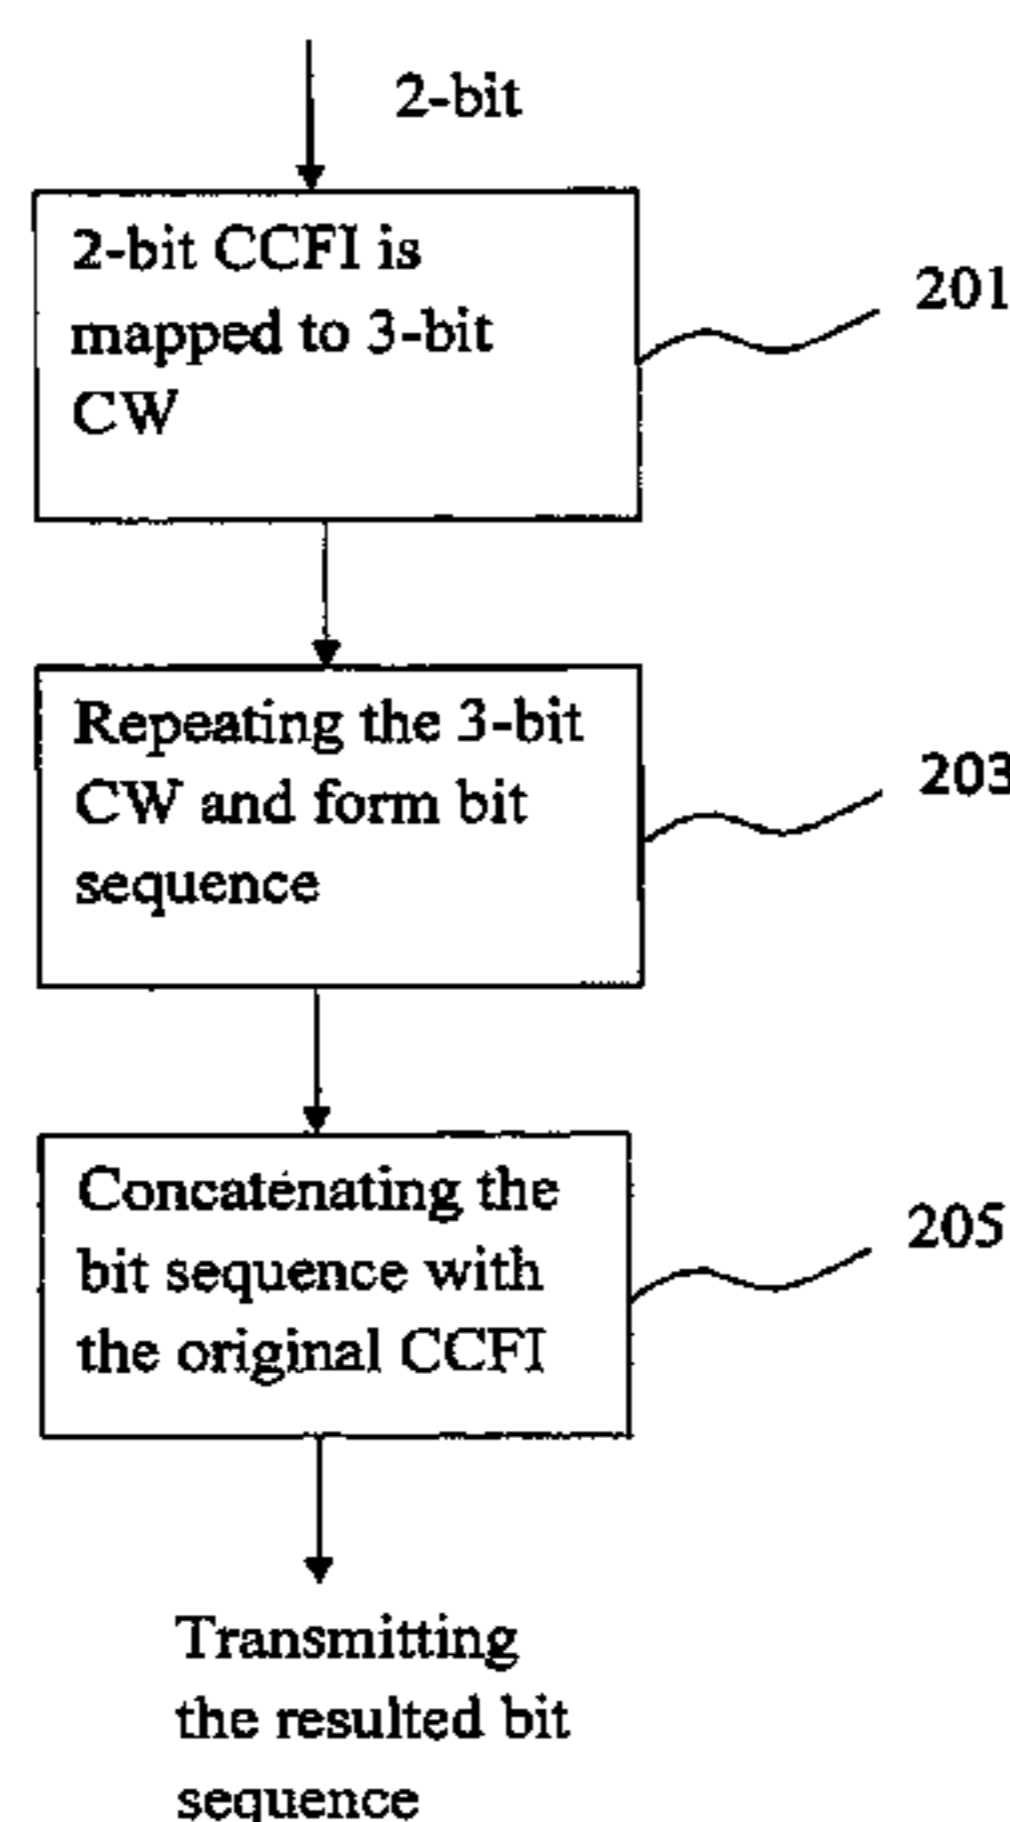 2-bit
2-bit CCFI is
mapped to 3-bit
CW
201
Repeating the 3-bit
CW and form bit
sequence
203
Concatenating the
bit sequence with
the original CCFI
205
Transmitting
the resulted bit
sequence